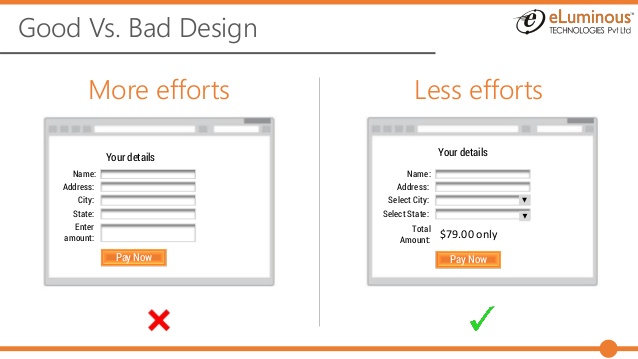 Good Vs. Bad Design
eLuminous™
TECHNOLOGIES Pvt Ltd
More efforts
Your details
Name:
Address:
City:
State:
Enter
amount:
Pay Now
Less efforts
Your details
Name:
Address:
Select City:
Select State:
Total
Amount:
$79.00 only
Pay Now